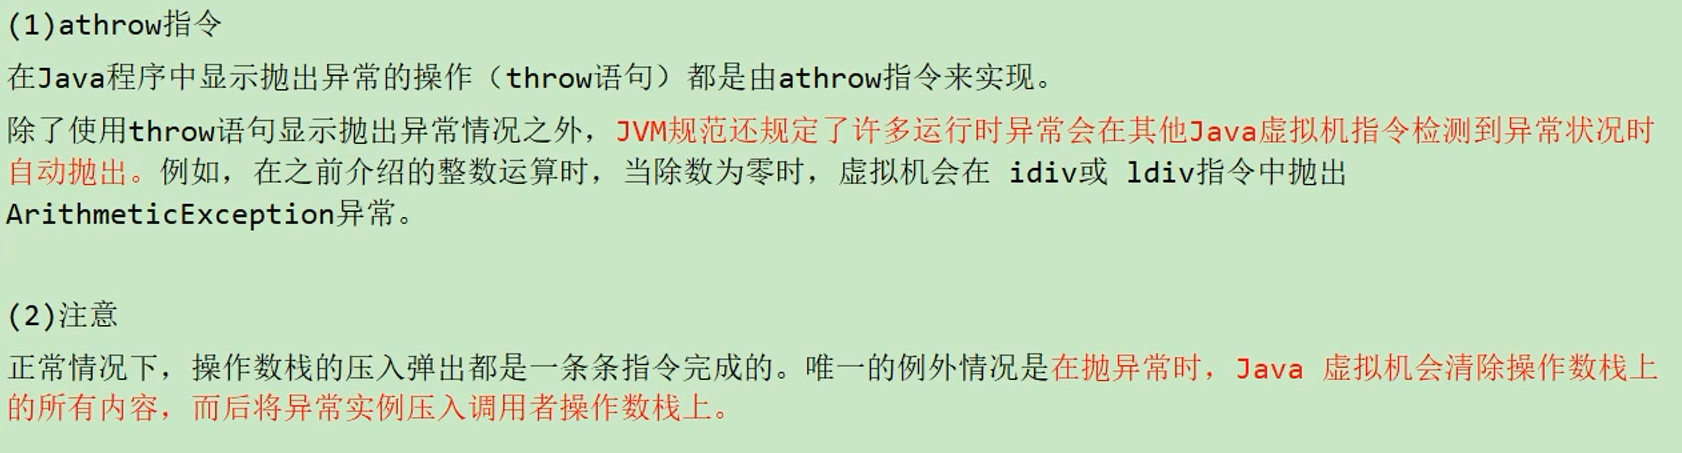 (1)athrow指令
在Java程序中显示抛出异常的操作（throw语句）都是由athrow指令来实现。
除了使用throw语句显示抛出异常情况之外，JVM规范还规定了许多运行时异常会在其他Java虚拟机指令检测到异常状况时
自动抛出。例如，在之前介绍的整数运算时，当除数为零时，虚拟机会在 idiv或 ldiv指令中抛出
ArithmeticException异常。
(2)注意
正常情况下，操作数栈的压入弹出都是一条条指令完成的。唯一的例外情况是在抛异常时，Java 虚拟机会清除操作数栈上
的所有内容，而后将异常实例压入调用者操作数栈上。